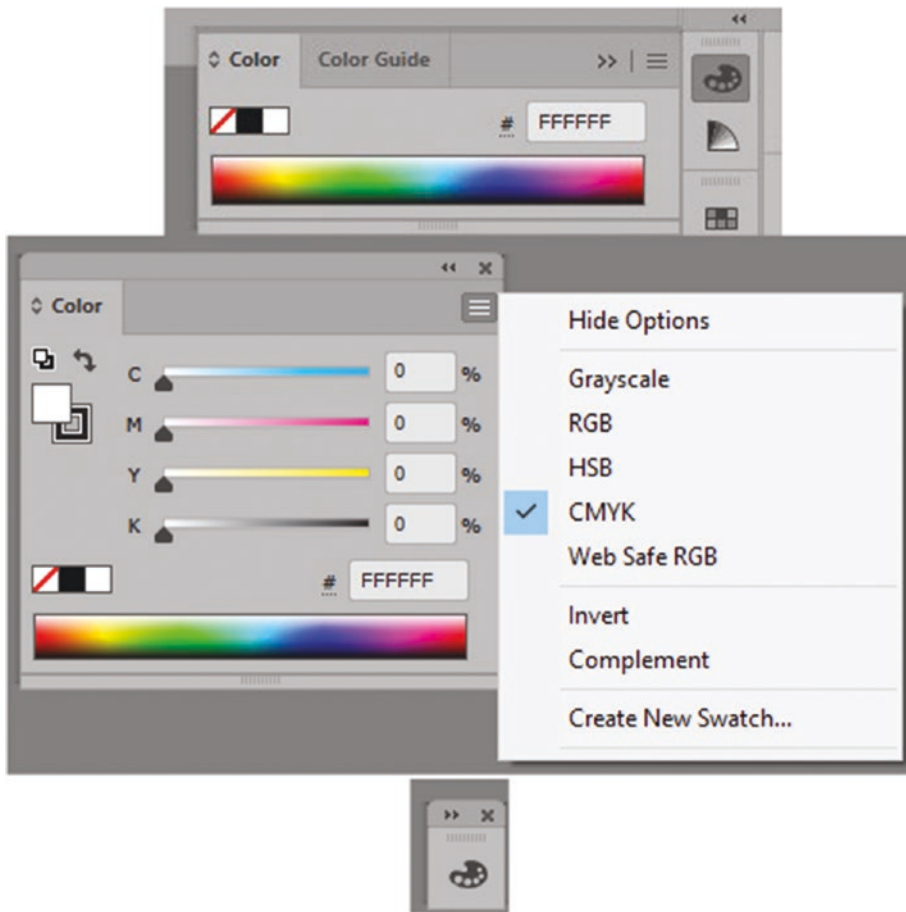 Color Color Guide
# FFFFFF
Color
C 0 %
M 0 %
Y 0 %
K 0 %
# FFFFFF
Hide Options
Grayscale
RGB
HSB
CMYK
Web Safe RGB
Invert
Complement
Create New Swatch...